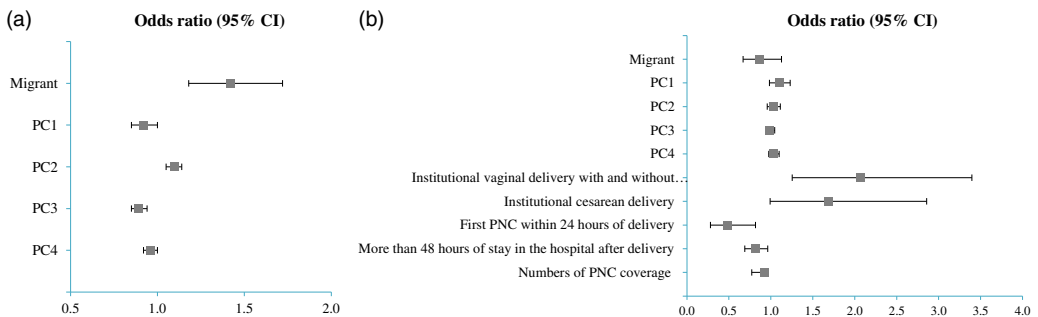 (a)
Odds ratio (95% CI)
Migrant
PC1
PC2
PC3
PC4
0.5
1.0
1.5
2.0
(b)
Odds ratio (95% CI)
Migrant
PC1
PC2
PC3
PC4
Institutional vaginal delivery with and without…
Institutional cesarean delivery
First PNC within 24 hours of delivery
More than 48 hours of stay in the hospital after delivery
Numbers of PNC coverage
0.0
0.5
1.0
1.5
2.0
2.5
3.0
3.5
4.0